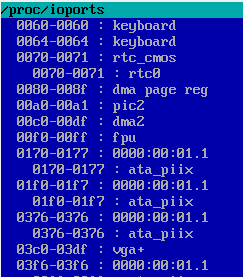 /proc/ioports
0060-0060 : keyboard
0064-0064 : keyboard
0070-0071 : rtc_cmos
0070-0071 : rtc0
0080-008f : dma page reg
00a0-00a1 : pic2
00c0-00df : dma2
00f0-00ff : fpu
0170-0177 : 0000:00:01.1
0170-0177 : ata_piix
01f0-01f7 : 0000:00:01.1
01f0-01f7 : ata_piix
0376-0376 : 0000:00:01.1
0376-0376 : ata_piix
03c0-03df : vga+
03f6-03f6 : 0000:00:01.1